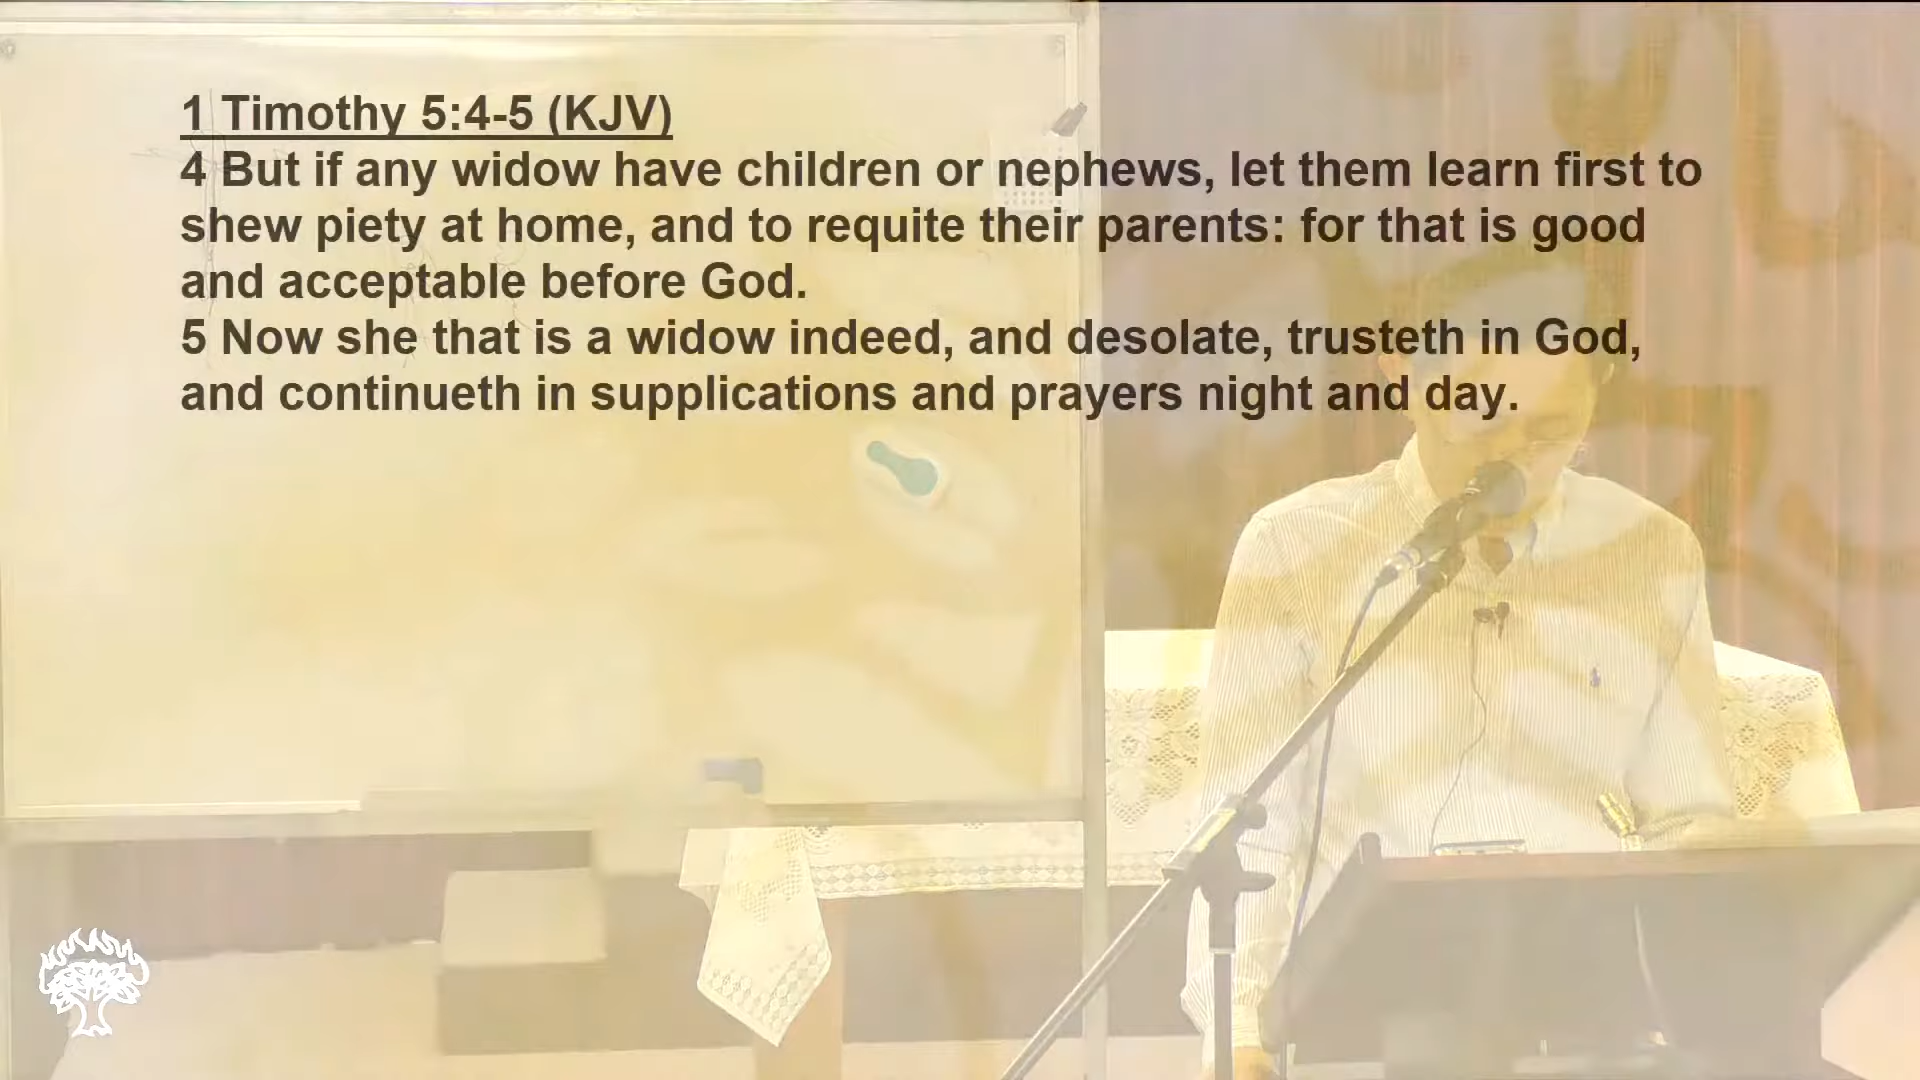 1 Timothy 5:4-5 (KJV)
4 But if any widow have children or nephews, let them learn first to
shew piety at home, and to requite their parents: for that is good
and acceptable before God.
5 Now she that is a widow indeed, and desolate, trusteth in God,
and continueth in supplications and prayers night and day.